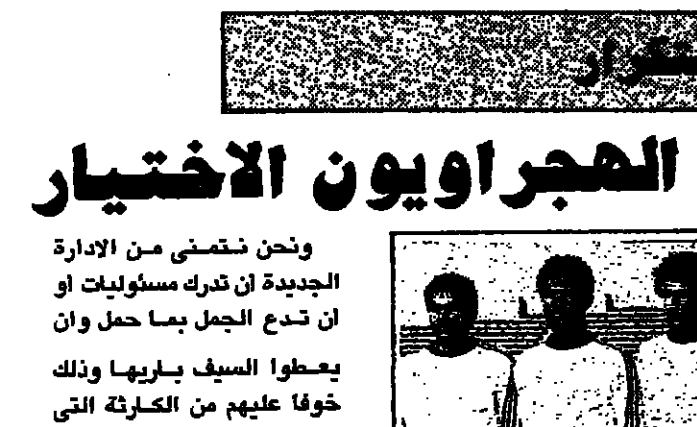 تكرار
الهجراويون الاختيار
ونحن نتمنى من الادارة
الجديدة ان تدرك مسئوليات او
ان تدع الجمل بما حمل وان
يعطوا السيف باريها وذلك
خوفا عليهم من الكارثة التى